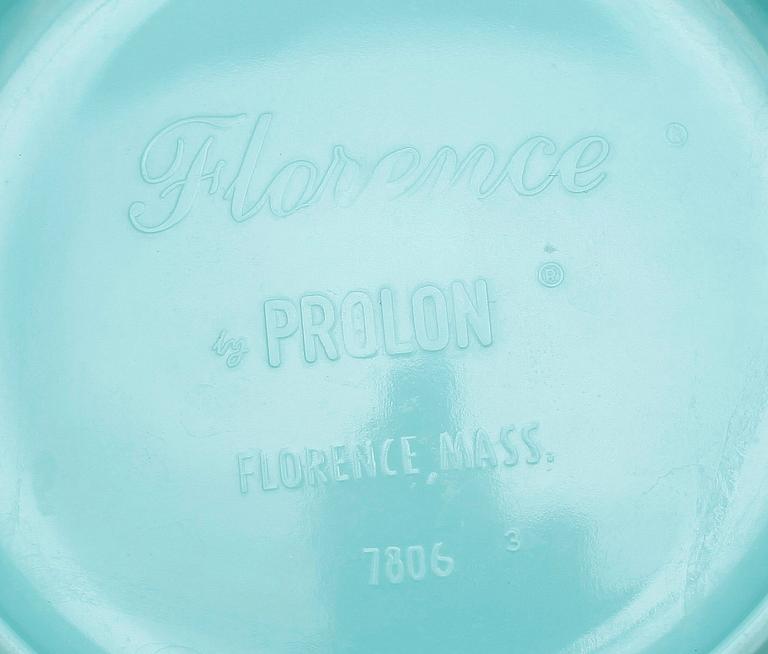 Florence ®
by PROLON ®
FLORENCE, MASS.
7806 3